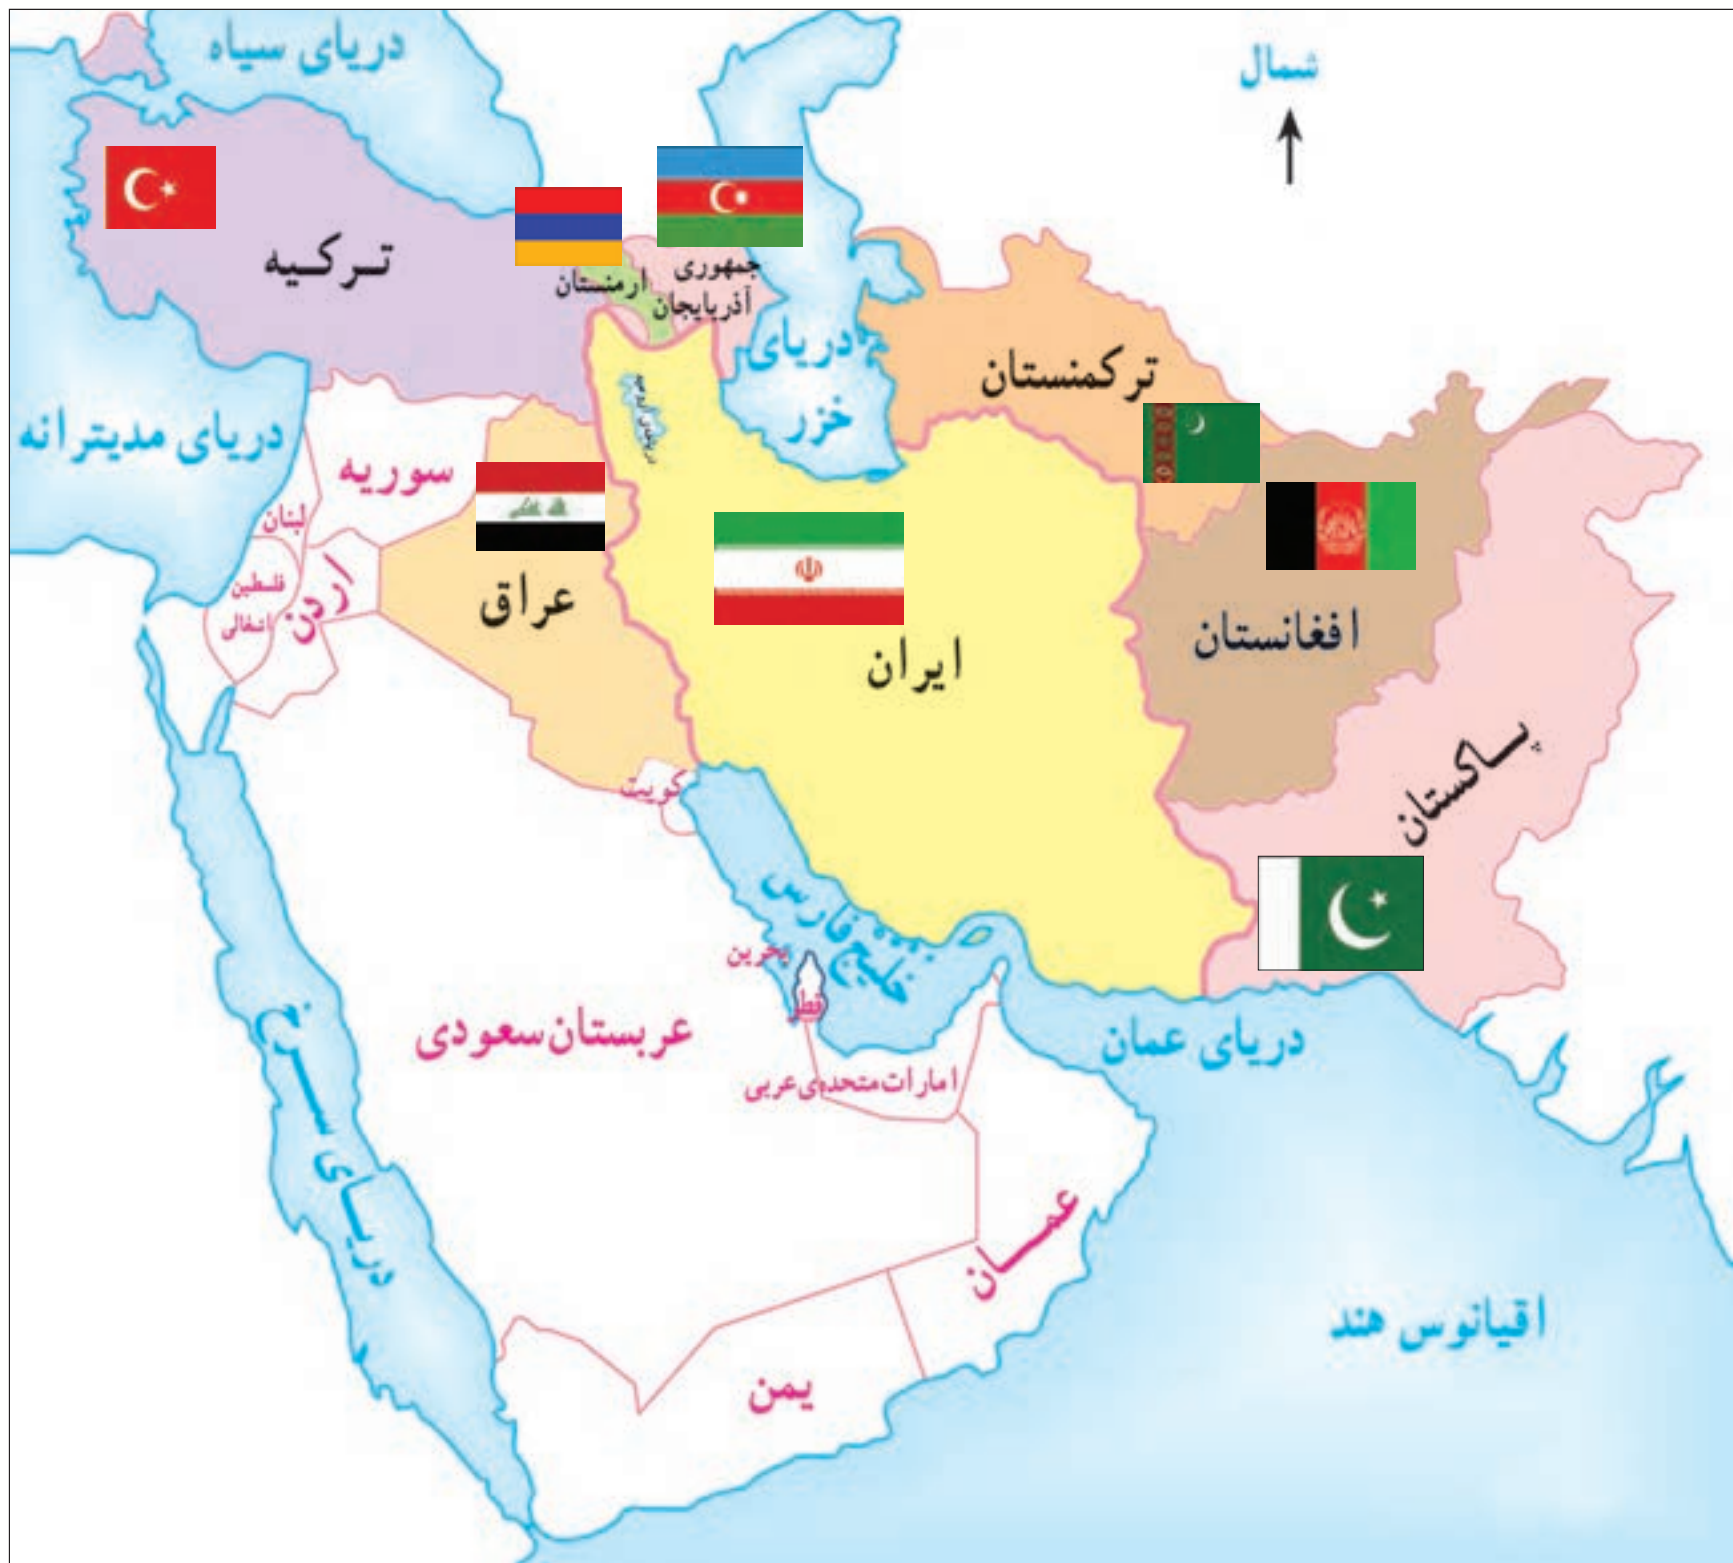 دریای سیاه
شمال
ترکیه
ارمنستان
جمهوری
آذربایجان
دریای
خزر
ترکمنستان
دریای مدیترانه
سوریه
دریاچه‌ی ارومیه
لبنان
فلسطین
اشغالی
اردن
عراق
ایران
افغانستان
پاکستان
کویت
خلیج فارس
بحرین
قطر
عربستان سعودی
امارات متحده‌ی عربی
دریای عمان
دریای سرخ
عمان
اقیانوس هند
یمن